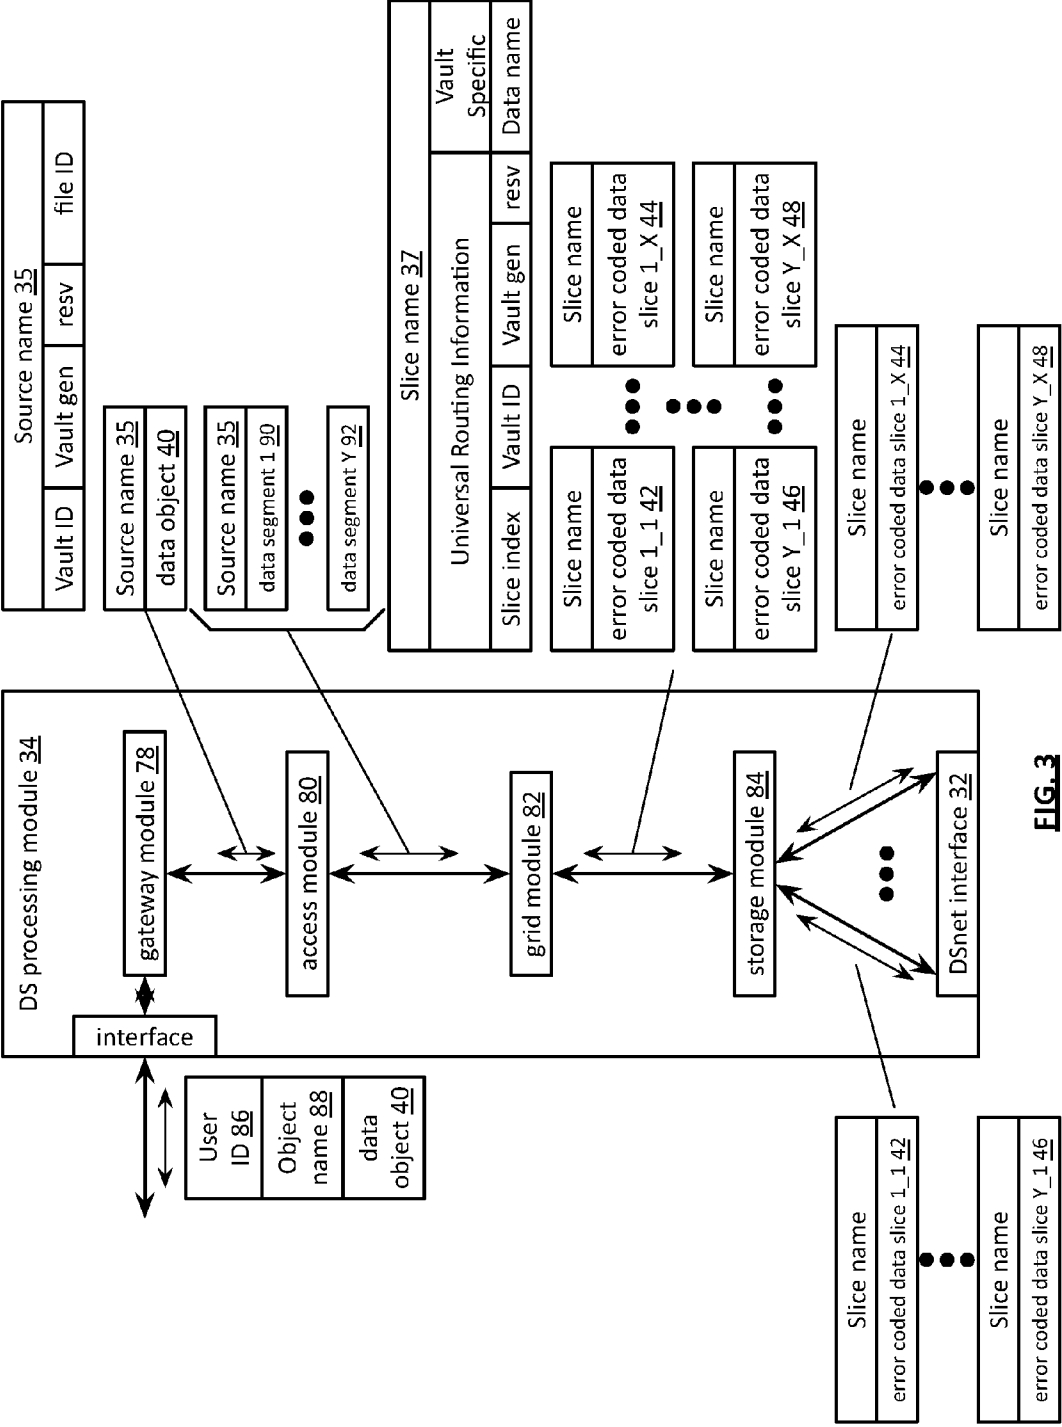 DS processing module 34
interface
gateway module 78
access module 80
grid module 82
storage module 84
DSnet interface 32
User
ID 86
Object
name 88
data
object 40
Source name 35
Vault ID
Vault gen
resv
file ID
Source name 35
data object 40
Source name 35
data segment 1 90
data segment Y 92
Slice name 37
Universal Routing Information
Vault
Specific
Slice index
Vault ID
Vault gen
resv
Data name
Slice name
error coded data
slice 1_1 42
Slice name
error coded data
slice 1_X 44
Slice name
error coded data
slice Y_1 46
Slice name
error coded data
slice Y_X 48
Slice name
error coded data slice 1_1 42
Slice name
error coded data slice Y_1 46
Slice name
error coded data slice 1_X 44
Slice name
error coded data slice Y_X 48
FIG. 3